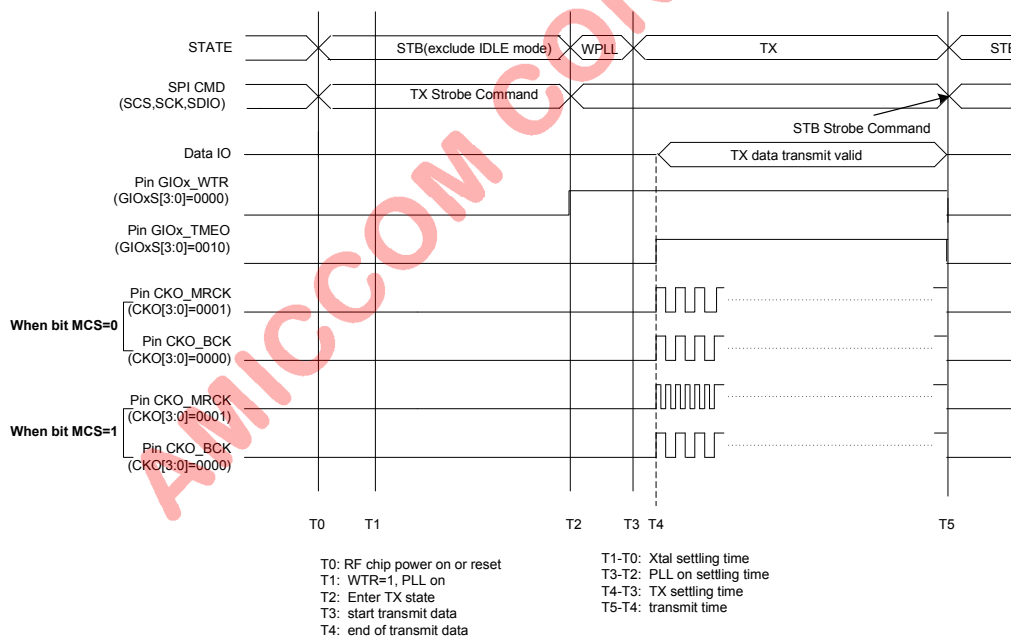 STATE
STB(exclude IDLE mode)
WPLL
TX
STB
SPI CMD
(SCS,SCK,SDIO)
TX Strobe Command
STB Strobe Command
Data IO
TX data transmit valid
Pin GIOx_WTR
(GIOxS[3:0]=0000)
Pin GIOx_TMEO
(GIOxS[3:0]=0010)
When bit MCS=0
Pin CKO_MRCK
(CKO[3:0]=0001)
Pin CKO_BCK
(CKO[3:0]=0000)
When bit MCS=1
Pin CKO_MRCK
(CKO[3:0]=0001)
Pin CKO_BCK
(CKO[3:0]=0000)
T0 T1 T2 T3 T4 T5
T0: RF chip power on or reset
T1: WTR=1, PLL on
T2: Enter TX state
T3: start transmit data
T4: end of transmit data
T1-T0: Xtal settling time
T3-T2: PLL on settling time
T4-T3: TX settling time
T5-T4: transmit time
AMICCOM CON